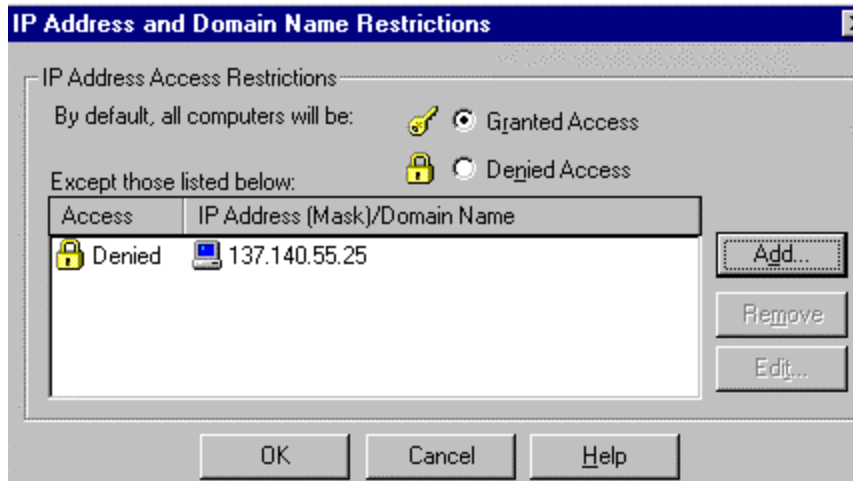 IP Address and Domain Name Restrictions
IP Address Access Restrictions
By default, all computers will be:
Granted Access
Denied Access
Except those listed below:
Access IP Address (Mask)/Domain Name
Denied 137.140.55.25
Add...
Remove
Edit...
OK Cancel Help